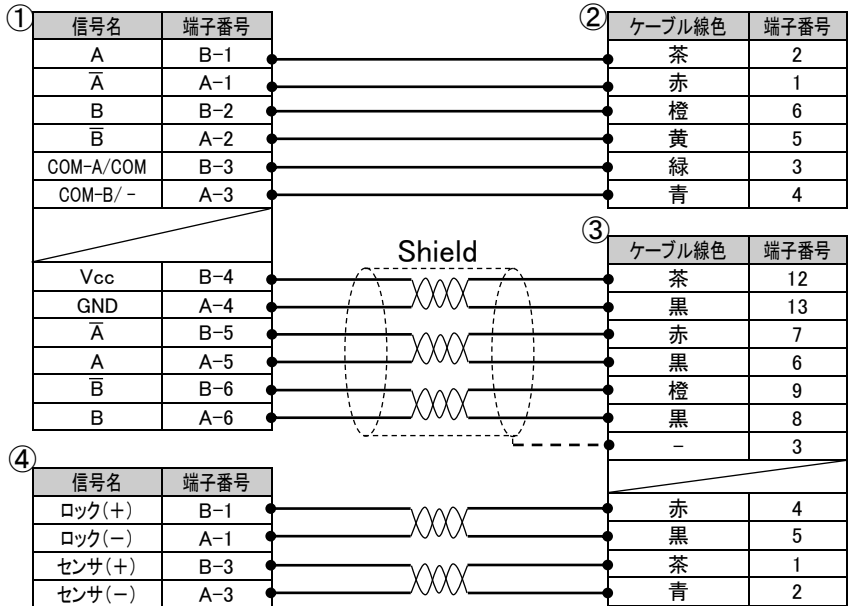 ①
信号名 端子番号
A B-1
A̅ A-1
B B-2
B̅ A-2
COM-A/COM B-3
COM-B/- A-3
Vcc B-4
GND A-4
A̅ B-5
A A-5
B̅ B-6
B A-6
②
ケーブル線色 端子番号
茶 2
赤 1
橙 6
黄 5
緑 3
青 4
Shield
③
ケーブル線色 端子番号
茶 12
黒 13
赤 7
黒 6
橙 9
黒 8
- 3
赤 4
黒 5
茶 1
青 2
④
信号名 端子番号
ロック(+) B-1
ロック(-) A-1
センサ(+) B-3
センサ(-) A-3